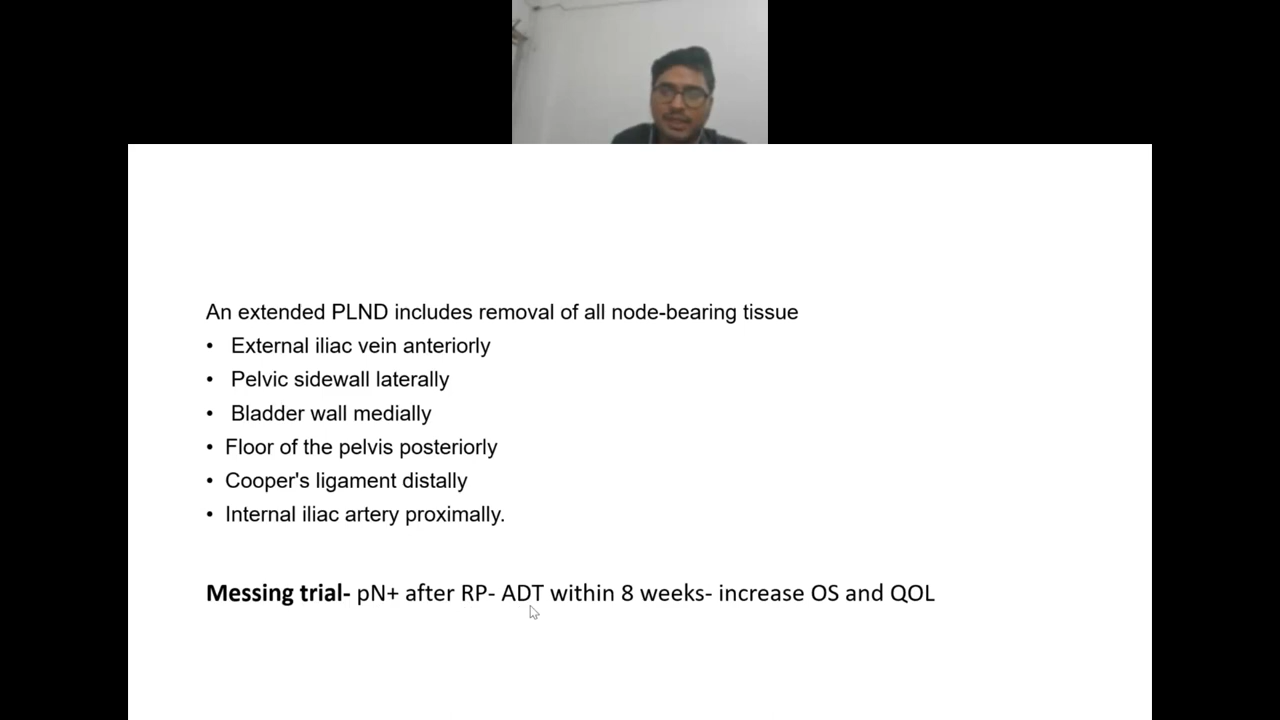 An extended PLND includes removal of all node-bearing tissue
• External iliac vein anteriorly
• Pelvic sidewall laterally
• Bladder wall medially
• Floor of the pelvis posteriorly
• Cooper's ligament distally
• Internal iliac artery proximally.
Messing trial- pN+ after RP- ADT within 8 weeks- increase OS and QOL